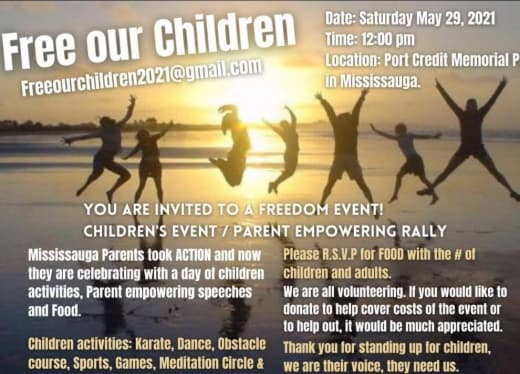 Free our Children
Freeourchildren2021@gmail.com
Date: Saturday May 29, 2021
Time: 12:00 pm
Location: Port Credit Memorial P
in Mississauga.
YOU ARE INVITED TO A FREEDOM EVENT!
CHILDREN'S EVENT / PARENT EMPOWERING RALLY
Mississauga Parents took ACTION and now
they are celebrating with a day of children
activities, Parent empowering speeches
and Food.
Children activities: Karate, Dance, Obstacle
course, Sports, Games, Meditation Circle &
Please R.S.V.P for FOOD with the # of
children and adults.
We are all volunteering. If you would like to
donate to help cover costs of the event or
to help out, it would be much appreciated.
Thank you for standing up for children,
we are their voice, they need us.